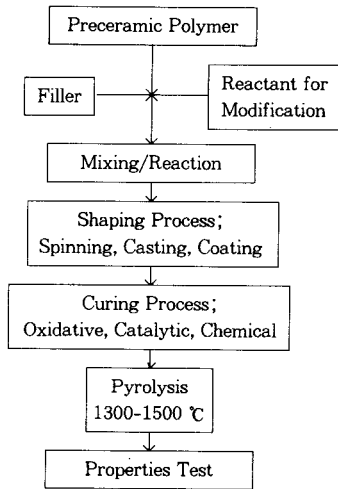 Preceramic Polymer
Filler
Reactant for
Modification
Mixing/Reaction
Shaping Process;
Spinning, Casting, Coating
Curing Process;
Oxidative, Catalytic, Chemical
Pyrolysis
1300-1500 ℃
Properties Test